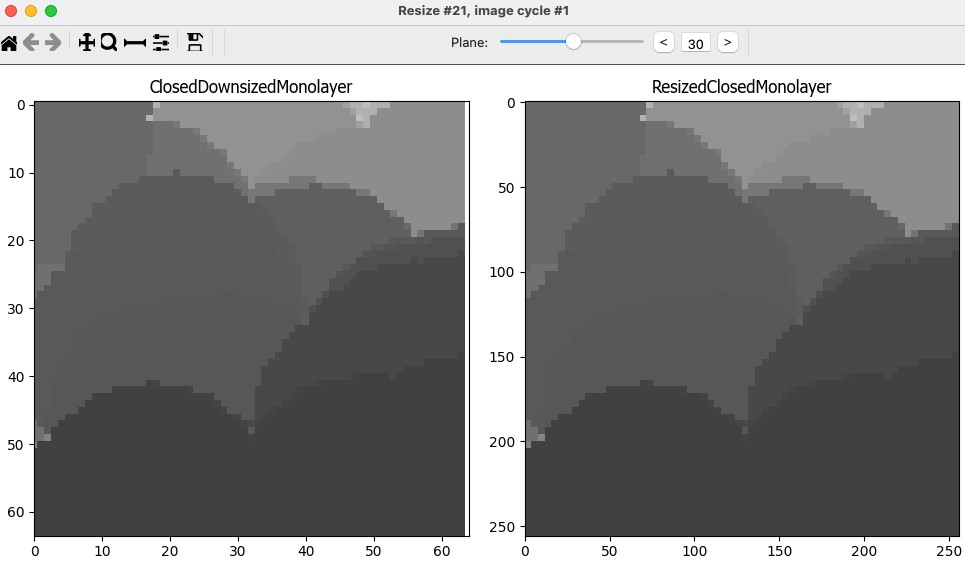 Resize #21, image cycle #1
Plane: < 30 >
ClosedDownsizedMonolayer
0
10
20
30
40
50
60
0 10 20 30 40 50 60
ResizedClosedMonolayer
0
50
100
150
200
250
0 50 100 150 200 250